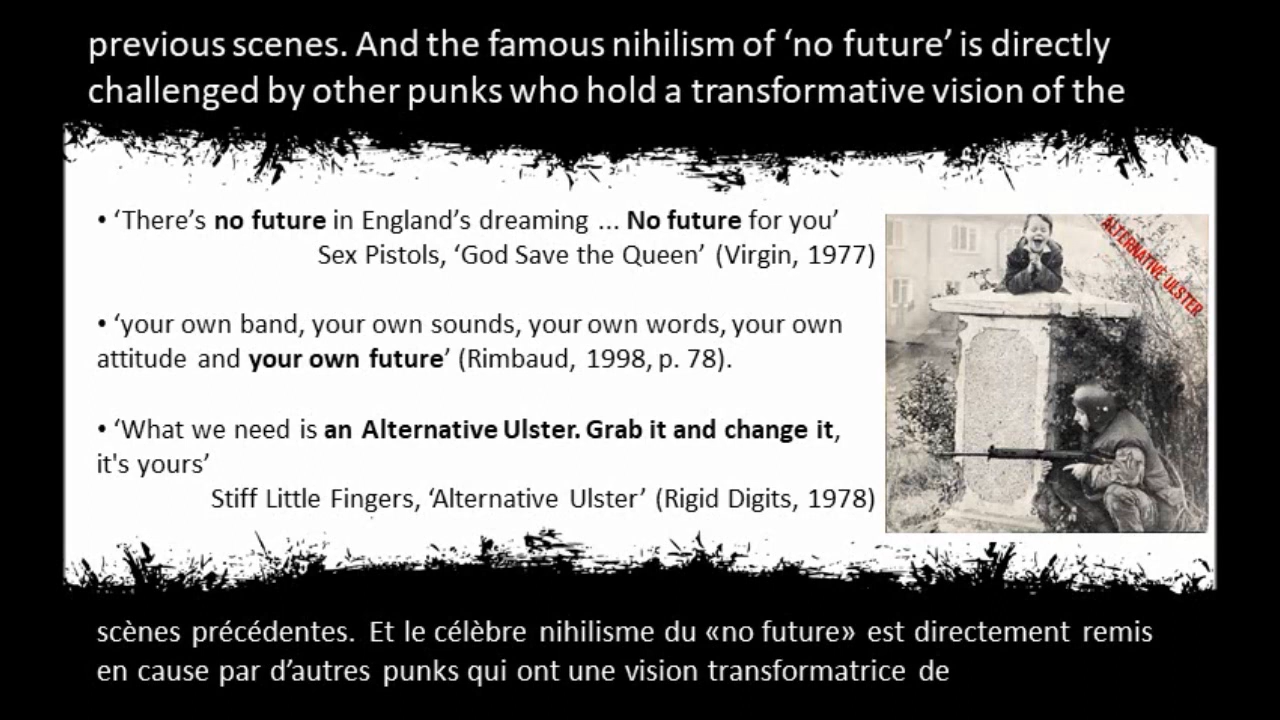 previous scenes. And the famous nihilism of ‘no future’ is directly
challenged by other punks who hold a transformative vision of the
• ‘There’s no future in England’s dreaming ... No future for you’
Sex Pistols, ‘God Save the Queen’ (Virgin, 1977)
• ‘your own band, your own sounds, your own words, your own
attitude and your own future’ (Rimbaud, 1998, p. 78).
• ‘What we need is an Alternative Ulster. Grab it and change it,
it's yours’
Stiff Little Fingers, ‘Alternative Ulster’ (Rigid Digits, 1978)
ALTERNATIVE ULSTER
scènes précédentes. Et le célèbre nihilisme du «no future» est directement remis
en cause par d’autres punks qui ont une vision transformatrice de